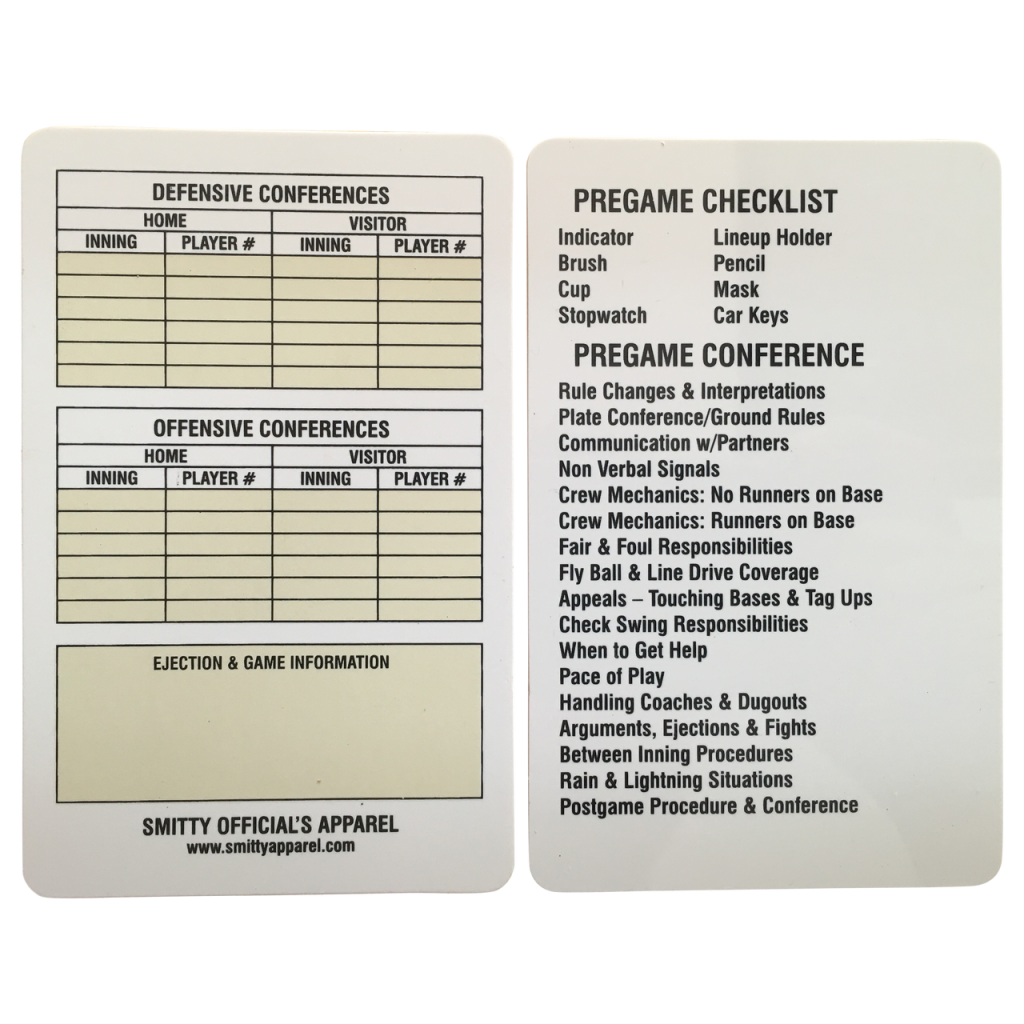 DEFENSIVE CONFERENCES
HOME VISITOR
INNING PLAYER # INNING PLAYER #
OFFENSIVE CONFERENCES
HOME VISITOR
INNING PLAYER # INNING PLAYER #
EJECTION & GAME INFORMATION
SMITTY OFFICIAL'S APPAREL
www.smittyapparel.com
PREGAME CHECKLIST
Indicator Lineup Holder
Brush Pencil
Cup Mask
Stopwatch Car Keys
PREGAME CONFERENCE
Rule Changes & Interpretations
Plate Conference/Ground Rules
Communication w/Partners
Non Verbal Signals
Crew Mechanics: No Runners on Base
Crew Mechanics: Runners on Base
Fair & Foul Responsibilities
Fly Ball & Line Drive Coverage
Appeals – Touching Bases & Tag Ups
Check Swing Responsibilities
When to Get Help
Pace of Play
Handling Coaches & Dugouts
Arguments, Ejections & Fights
Between Inning Procedures
Rain & Lightning Situations
Postgame Procedure & Conference